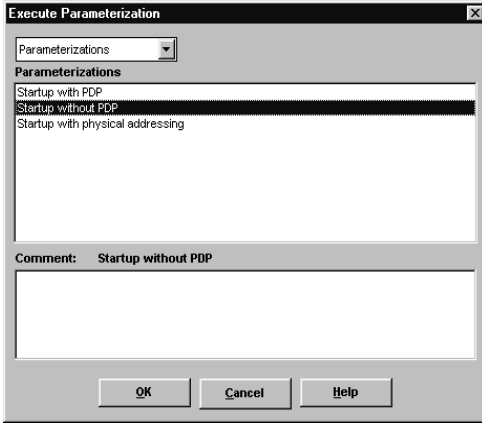 Execute Parameterization
Parameterizations
Parameterizations
Startup with PDP
Startup without PDP
Startup with physical addressing
Comment: Startup without PDP
OK Cancel Help